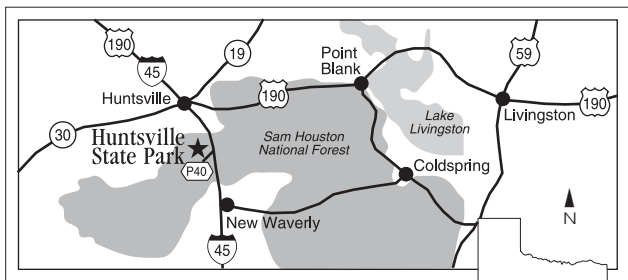 190
45
19
Huntsville
30
Huntsville
State Park
P40
190
Sam Houston
National Forest
Point
Blank
Lake
Livingston
59
Livingston
190
Coldspring
New Waverly
45
N